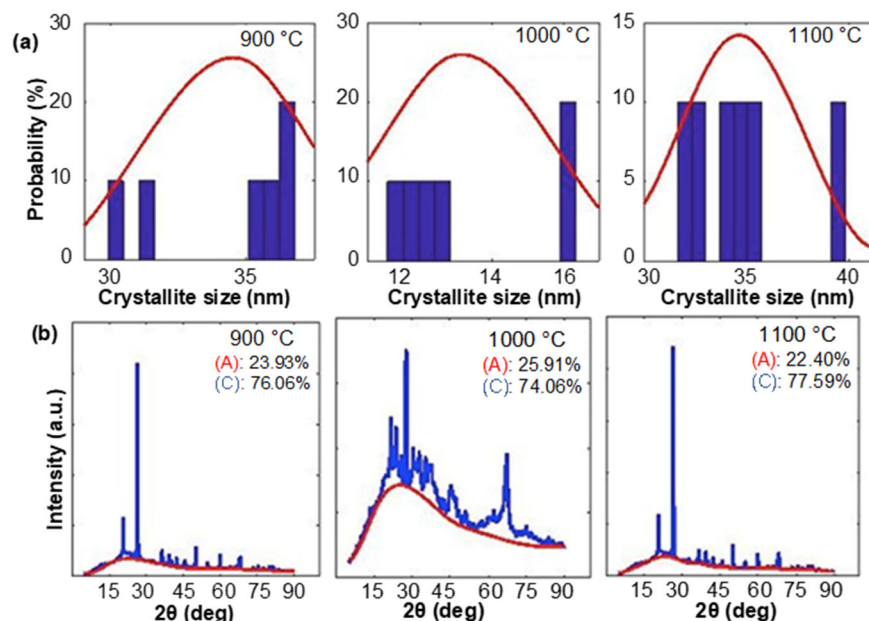 (a)
900 °C
1000 °C
1100 °C
Probability (%)
30
20
10
0
30
35
Crystallite size (nm)
30
20
10
0
12
14
16
Crystallite size (nm)
15
10
5
0
30
35
40
Crystallite size (nm)
(b)
900 °C
(A): 23.93%
(C): 76.06%
1000 °C
(A): 25.91%
(C): 74.06%
1100 °C
(A): 22.40%
(C): 77.59%
Intensity (a.u.)
15 30 45 60 75 90
2θ (deg)
15 30 45 60 75 90
2θ (deg)
15 30 45 60 75 90
2θ (deg)